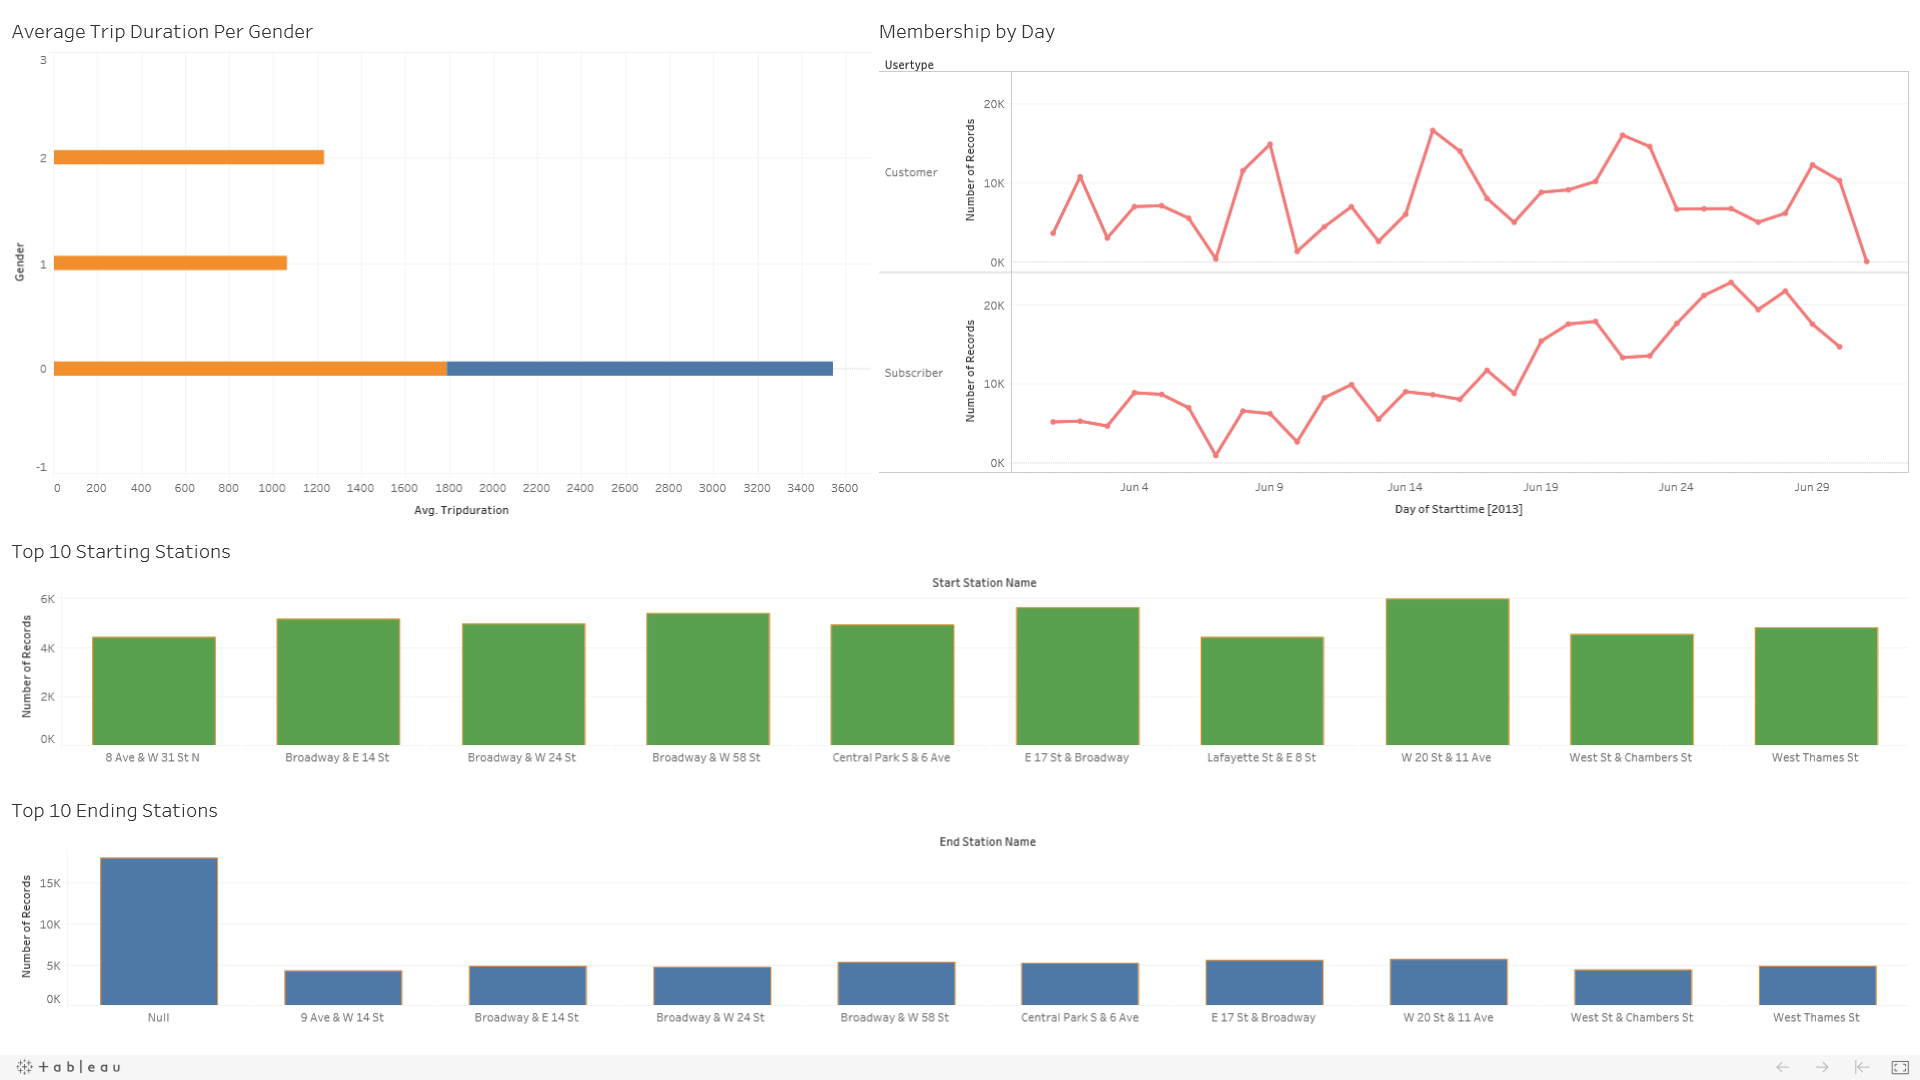 Average Trip Duration Per Gender
3
2
1
0
-1
Gender
0 200 400 600 800 1000 1200 1400 1600 1800 2000 2200 2400 2600 2800 3000 3200 3400 3600
Avg. Tripduration
Membership by Day
Usertype
Customer
Number of Records
20K
10K
0K
Subscriber
Number of Records
20K
10K
0K
Jun 4 Jun 9 Jun 14 Jun 19 Jun 24 Jun 29
Day of Starttime [2013]
Top 10 Starting Stations
Start Station Name
Number of Records
6K
4K
2K
0K
8 Ave & W 31 St N Broadway & E 14 St Broadway & W 24 St Broadway & W 58 St Central Park S & 6 Ave E 17 St & Broadway Lafayette St & E 8 St W 20 St & 11 Ave West St & Chambers St West Thames St
Top 10 Ending Stations
End Station Name
Number of Records
15K
10K
5K
0K
Null 9 Ave & W 14 St Broadway & E 14 St Broadway & W 24 St Broadway & W 58 St Central Park S & 6 Ave E 17 St & Broadway W 20 St & 11 Ave West St & Chambers St West Thames St
+ableau